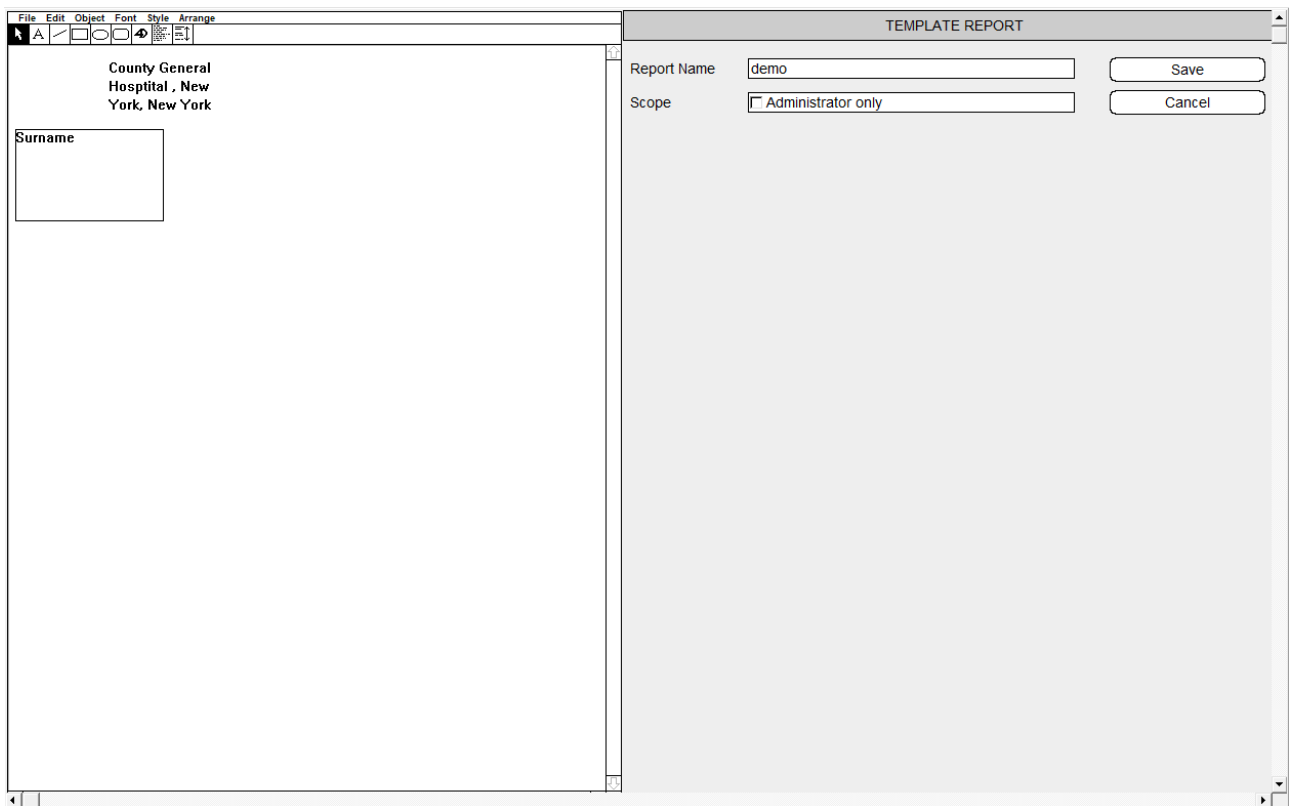 File Edit Object Font Style Arrange
A
County General
Hosptital , New
York, New York
Surname
TEMPLATE REPORT
Report Name demo Save
Scope Administrator only Cancel